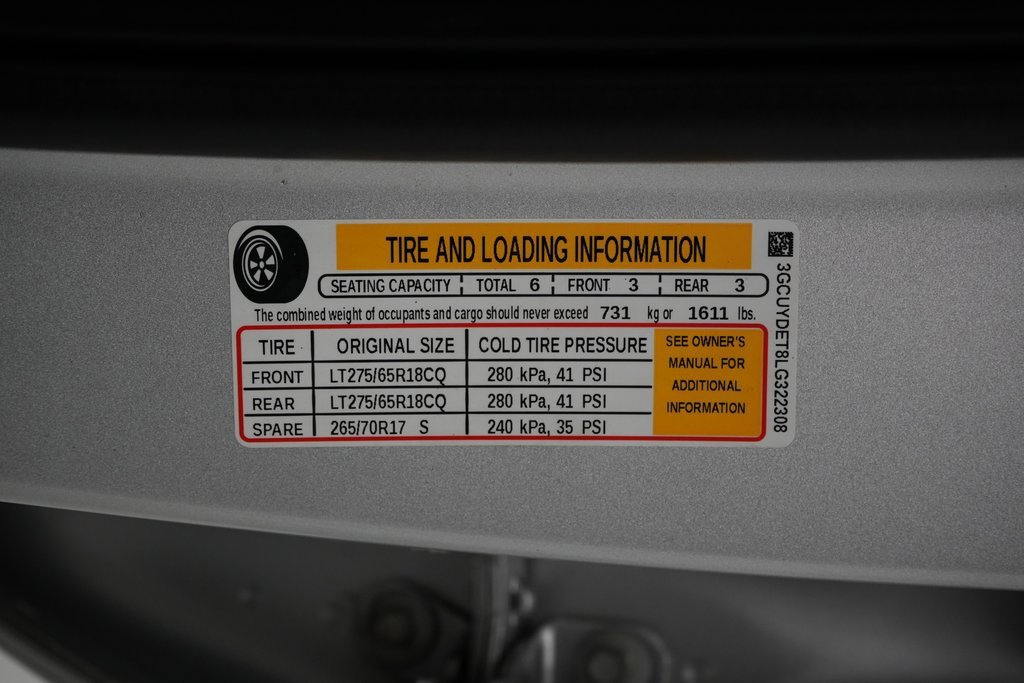 TIRE AND LOADING INFORMATION
SEATING CAPACITY TOTAL 6 FRONT 3 REAR 3
The combined weight of occupants and cargo should never exceed 731 kg or 1611 lbs.
TIRE ORIGINAL SIZE COLD TIRE PRESSURE
FRONT LT275/65R18CQ 280 kPa, 41 PSI
REAR LT275/65R18CQ 280 kPa, 41 PSI
SPARE 265/70R17 S 240 kPa, 35 PSI
SEE OWNER'S
MANUAL FOR
ADDITIONAL
INFORMATION
3GCUYDET8LG322308